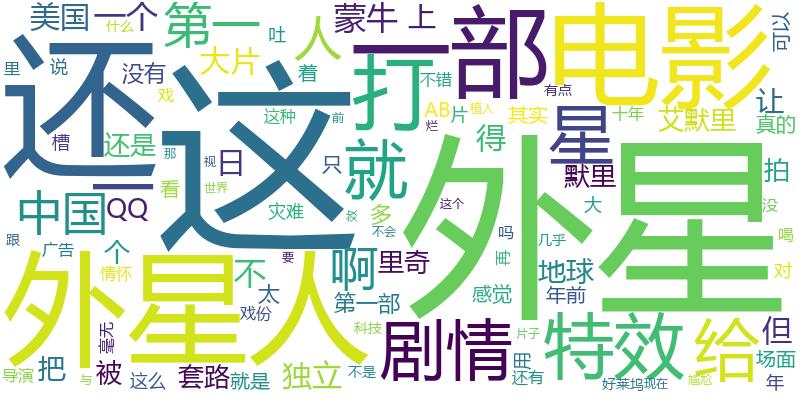 美国
一个
什么
第一
人
吐
蒙牛
上
一部
电影
可以
里
说
没有
大片
着
打
不错
有点
还
这
戏
这种
前
AB
片
植入
其实
十年
让
槽
还是
那
视
日
只
就
烂
得
星
艾默里
真的
一
看
世界
默里
拍
中国
QQ
灾难
这个
外星
大
没
跟
广告
个
不
效
多
不会
吗
几乎
喝
外星人
情怀
要
啊
里奇
再
地球
对
太
感觉
年前
戏份
第一部
毫无
科技
剧情
片子
特效
给
但
场面
导演
与
把
被
这么
套路
就是
独立
不是
田
还有
好莱坞
现在
尴尬
年